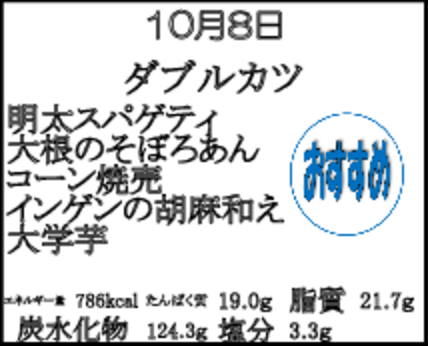 10月8日
ダブルカツ
明太スパゲティ
大根のそぼろあん
コーン焼売
インゲンの胡麻和え
大学芋
おすすめ
エネルギー量 786kcal たんぱく質 19.0g 脂質 21.7g
炭水化物 124.3g 塩分 3.3g